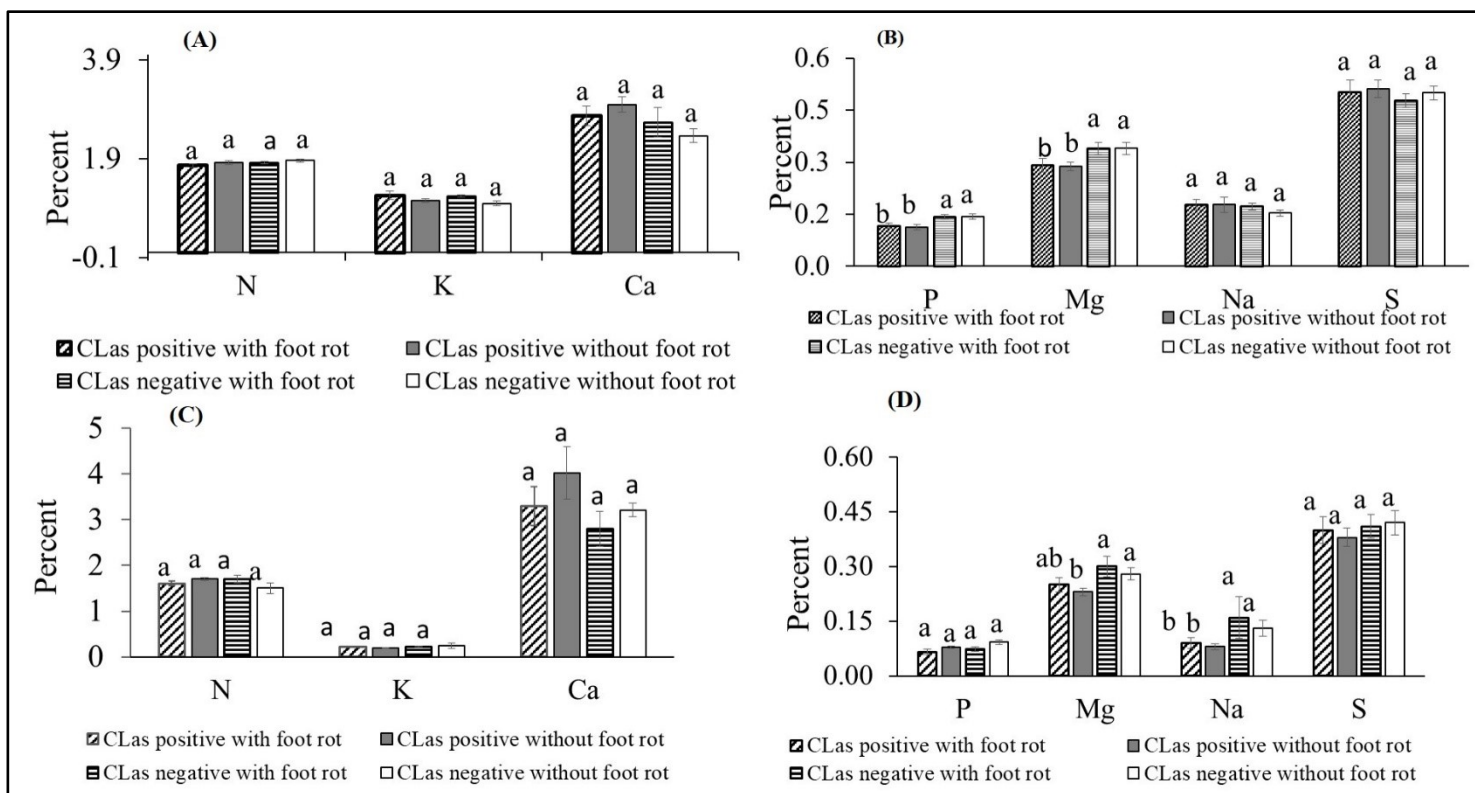 (A)
3.9
1.9
-0.1
Percent
a a a a
a a a a
a a a a
N K Ca
CLas positive with foot rot CLas positive without foot rot
CLas negative with foot rot CLas negative without foot rot
(B)
0.6
0.5
0.3
0.2
0.0
Percent
b b a a
b b a a
a a a a
a a a a
P Mg Na S
CLas positive with foot rot CLas positive without foot rot
CLas negative with foot rot CLas negative without foot rot
(C)
5
4
3
2
1
0
Percent
a a a a
a a a a
a a a a
N K Ca
CLas positive with foot rot CLas positive without foot rot
CLas negative with foot rot CLas negative without foot rot
(D)
0.60
0.45
0.30
0.15
0.00
Percent
a a a a
ab b a a
b b a a
a a a a
P Mg Na S
CLas positive with foot rot CLas positive without foot rot
CLas negative with foot rot CLas negative without foot rot